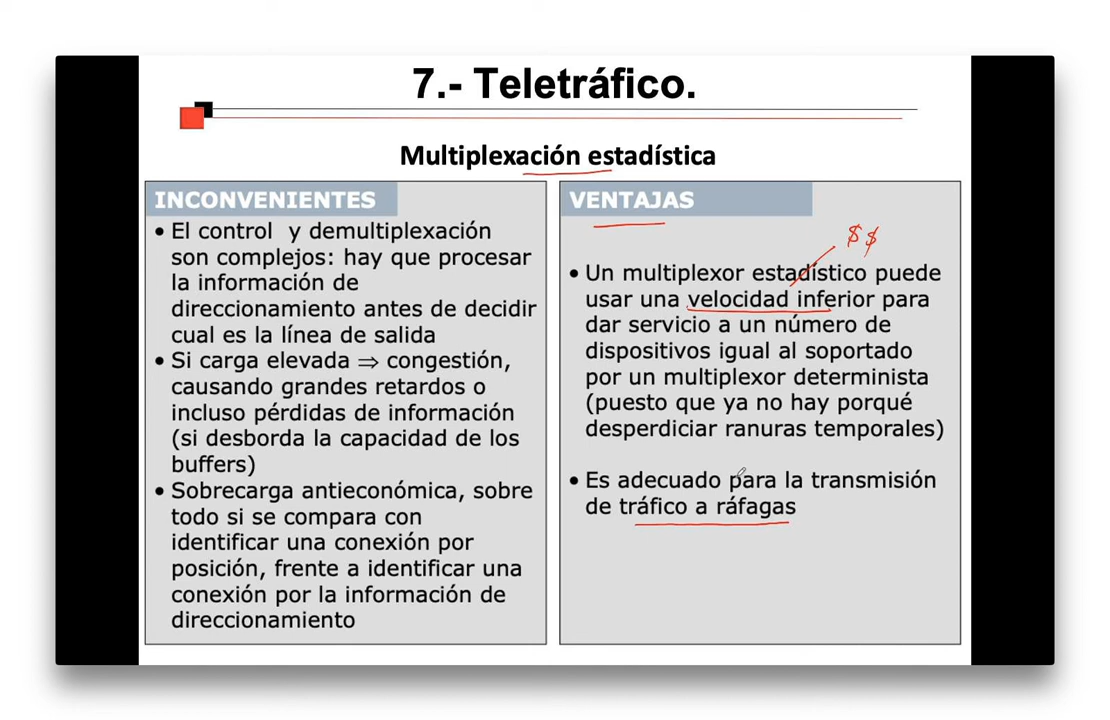 7.- Teletráfico.
Multiplexación estadística
INCONVENIENTES
• El control y demultiplexación
son complejos: hay que procesar
la información de
direccionamiento antes de decidir
cual es la línea de salida
• Si carga elevada ⇒ congestión,
causando grandes retardos o
incluso pérdidas de información
(si desborda la capacidad de los
buffers)
• Sobrecarga antieconómica, sobre
todo si se compara con
identificar una conexión por
posición, frente a identificar una
conexión por la información de
direccionamiento
VENTAJAS
$$
• Un multiplexor estadístico puede
usar una velocidad inferior para
dar servicio a un número de
dispositivos igual al soportado
por un multiplexor determinista
(puesto que ya no hay porqué
desperdiciar ranuras temporales)
• Es adecuado para la transmisión
de tráfico a ráfagas